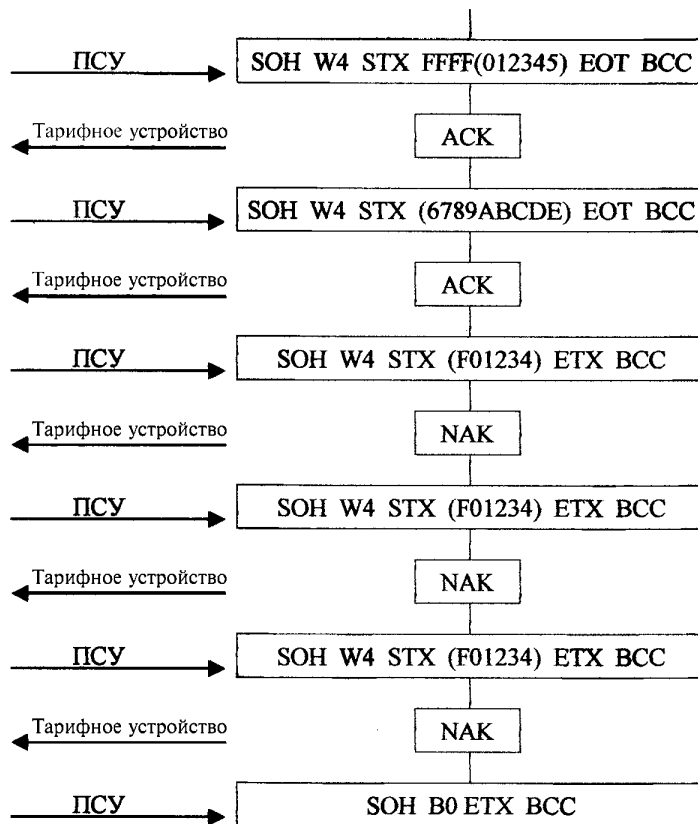 ПСУ SOH W4 STX FFFF(012345) EOT BCC
Тарифное устройство ACK
ПСУ SOH W4 STX (6789ABCDE) EOT BCC
Тарифное устройство ACK
ПСУ SOH W4 STX (F01234) ETX BCC
Тарифное устройство NAK
ПСУ SOH W4 STX (F01234) ETX BCC
Тарифное устройство NAK
ПСУ SOH W4 STX (F01234) ETX BCC
Тарифное устройство NAK
ПСУ SOH B0 ETX BCC